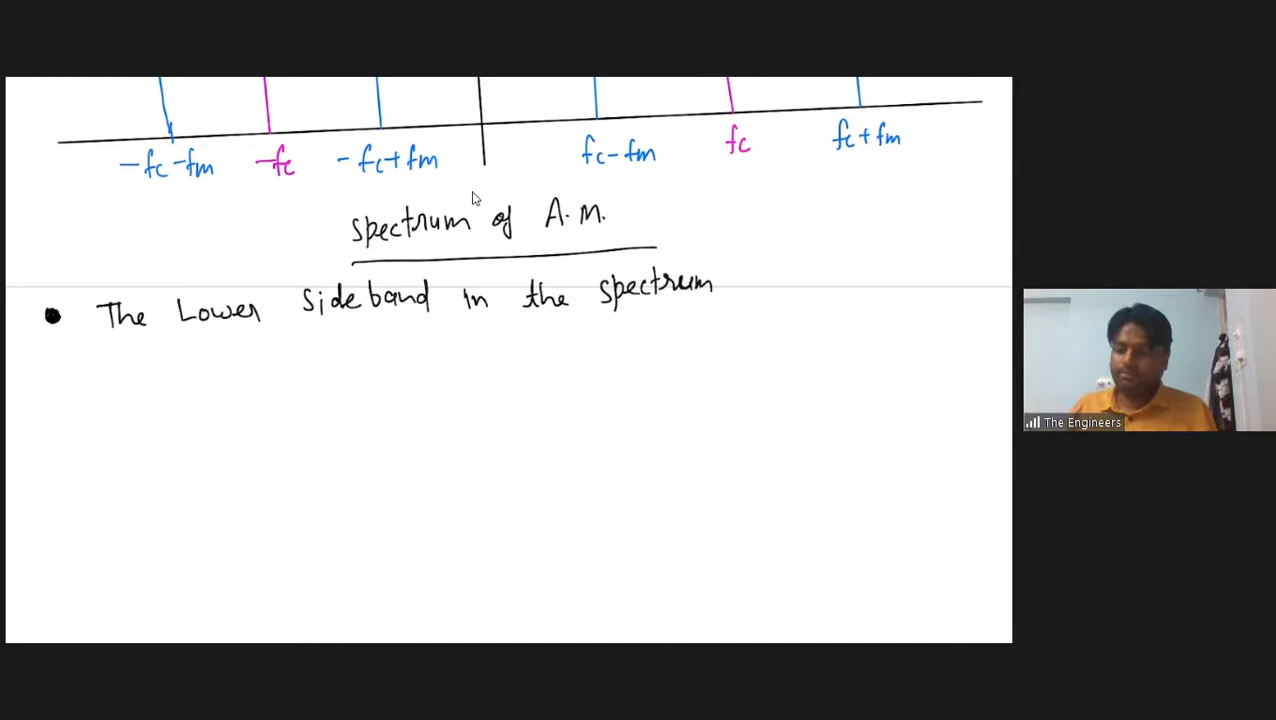 -fc-fm -fc -fc+fm fc-fm fc fc+fm
spectrum of A.M.
• The Lower Sideband in the spectrum
The Engineers